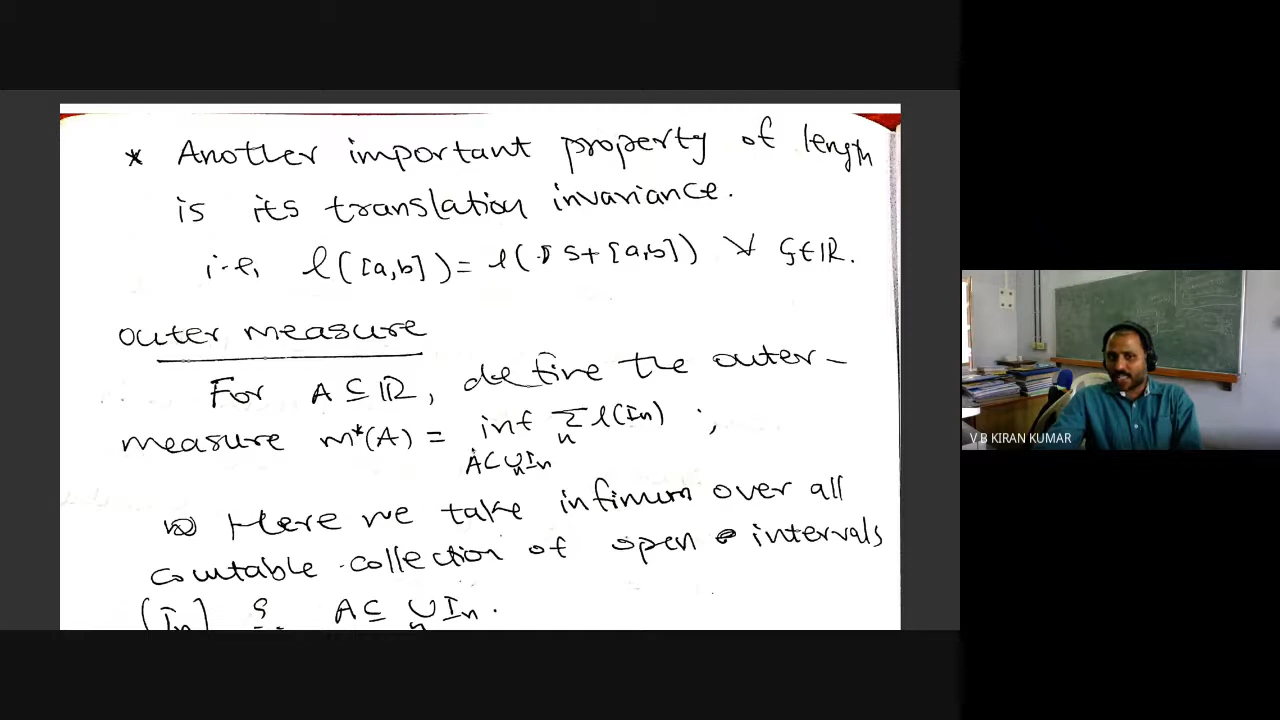 * Another important property of length
is its translation invariance.
i.e, l([a,b]) = l(s+[a,b]) ∀ s∈ℝ.
outer measure
For A ⊆ ℝ, define the outer-
measure m*(A) = inf Σ l(In) ;
n
A⊂∪In
n
Here we take infimum over all
countable collection of open intervals
{In} A ⊆ ∪In.
n
V B KIRAN KUMAR